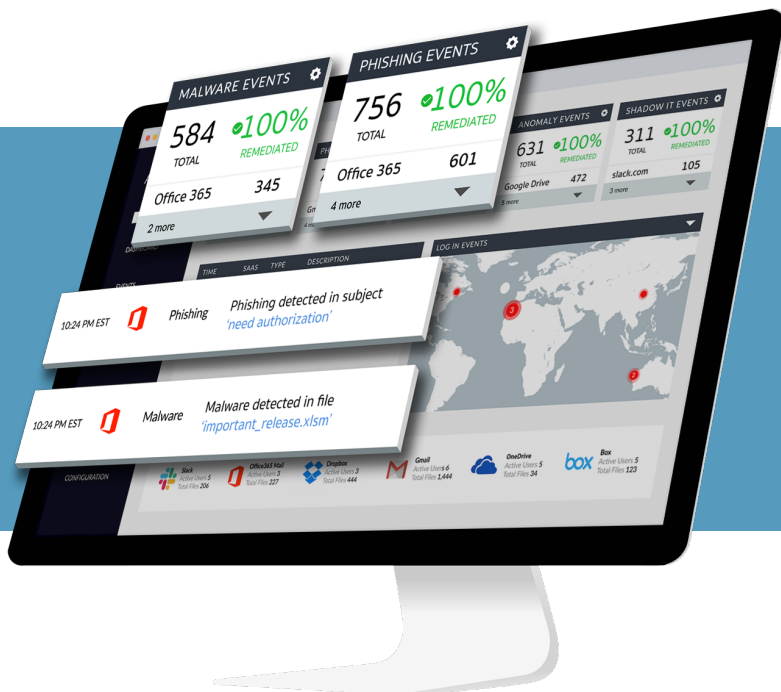 MALWARE EVENTS
584
TOTAL
100%
REMEDIATED
Office 365 345
2 more
PHISHING EVENTS
756
TOTAL
100%
REMEDIATED
Office 365 601
4 more
ANOMALY EVENTS
631
TOTAL
100%
REMEDIATED
Google Drive 472
5 more
SHADOW IT EVENTS
311
TOTAL
100%
REMEDIATED
slack.com 105
3 more
TIME SAAS TYPE DESCRIPTION
LOG IN EVENTS
3
2
10:24 PM EST Phishing Phishing detected in subject
'need authorization'
10:24 PM EST Malware Malware detected in file
'important_release.xlsm'
CONFIGURATION
Slack
Active Users 5
Total Files 206
Office365 Mail
Active Users 3
Total Files 227
Dropbox
Active Users 3
Total Files 444
Gmail
Active Users 6
Total Files 1,444
OneDrive
Active Users 5
Total Files 34
box
Box
Active Users 5
Total Files 123